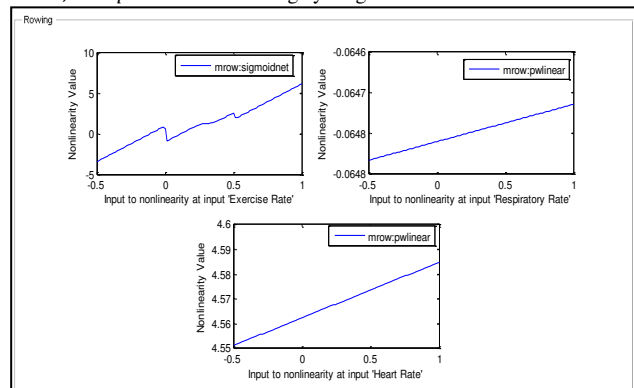 Rowing
10
5
0
-5
-0.5
0
0.5
1
Nonlinearity Value
mrow:sigmoidnet
Input to nonlinearity at input 'Exercise Rate'
-0.0646
-0.0647
-0.0648
-0.0648
-0.5
0
0.5
1
Nonlinearity Value
mrow:pwlinear
Input to nonlinearity at input 'Respiratory Rate'
4.6
4.59
4.58
4.57
4.56
4.55
-0.5
0
0.5
1
Nonlinearity Value
mrow:pwlinear
Input to nonlinearity at input 'Heart Rate'